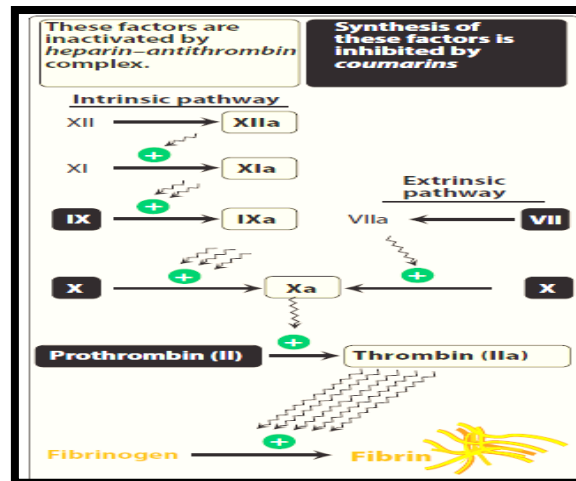 These factors are
inactivated by
heparin–antithrombin
complex.
Synthesis of
these factors is
inhibited by
coumarins
Intrinsic pathway
XII XIIa
+
XI XIa
+
Extrinsic
pathway
IX IXa VIIa VII
+ +
X Xa X
+
Prothrombin (II) Thrombin (IIa)
+
Fibrinogen Fibrin